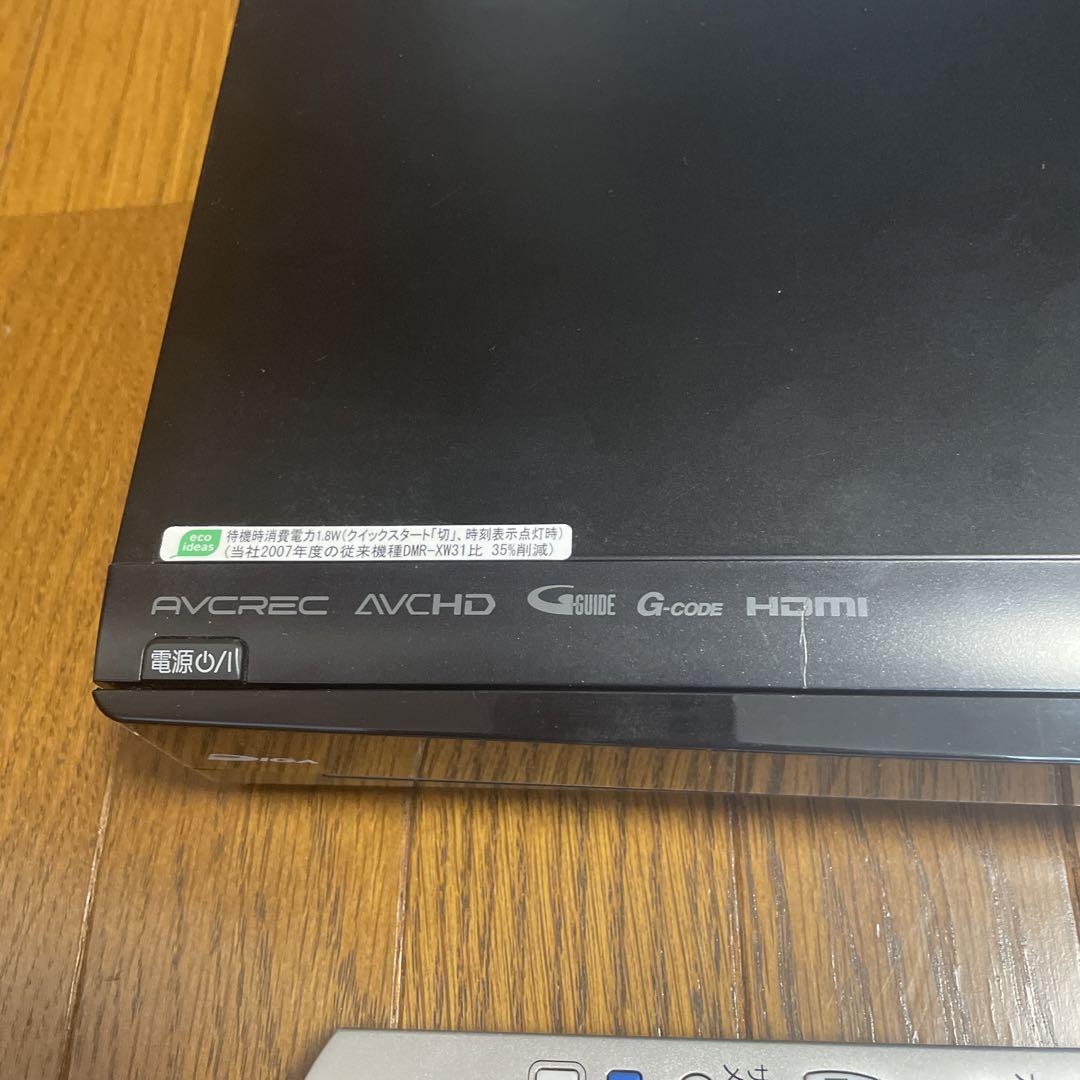 eco
ideas
待機時消費電力1.8W(クイックスタート「切」、時刻表示点灯時)
(当社2007年度の従来機種DMR-XW31比 35%削減)
AVCREC AVCHD G-GUIDE G-CODE HDMI
電源⏻/I
DIGA